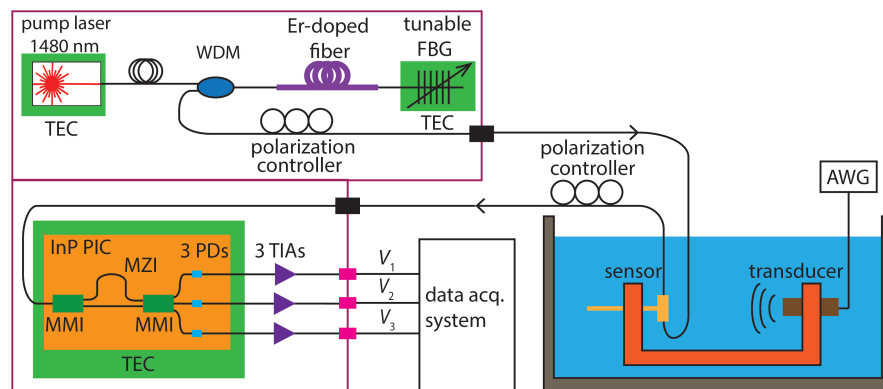 pump laser
1480 nm
TEC
WDM
Er-doped
fiber
tunable
FBG
TEC
polarization
controller
polarization
controller
AWG
InP PIC
MZI
3 PDs
3 TIAs
MMI
MMI
TEC
V1
V2
V3
data acq.
system
sensor
transducer